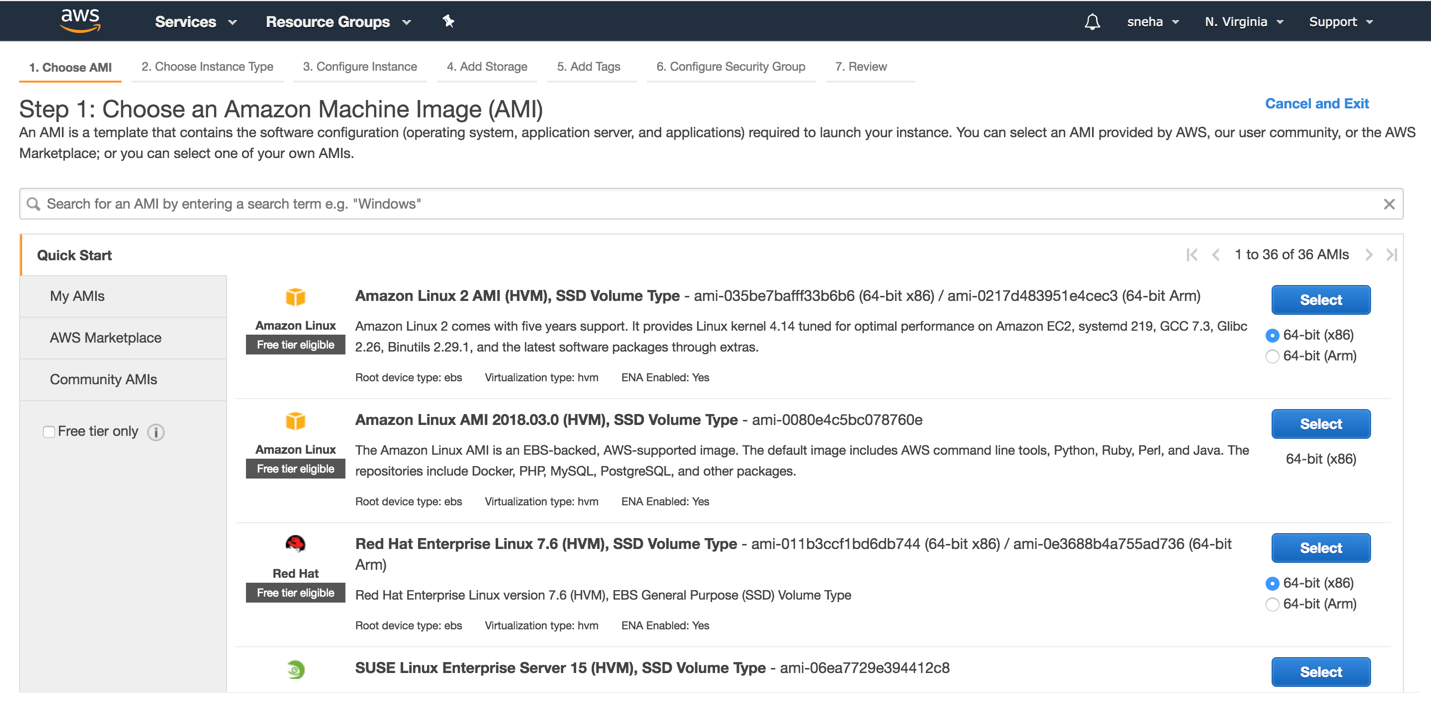 aws Services Resource Groups sneha N. Virginia Support
1. Choose AMI 2. Choose Instance Type 3. Configure Instance 4. Add Storage 5. Add Tags 6. Configure Security Group 7. Review
Step 1: Choose an Amazon Machine Image (AMI)
Cancel and Exit
An AMI is a template that contains the software configuration (operating system, application server, and applications) required to launch your instance. You can select an AMI provided by AWS, our user community, or the AWS
Marketplace; or you can select one of your own AMIs.
Search for an AMI by entering a search term e.g. "Windows"
Quick Start
My AMIs
AWS Marketplace
Community AMIs
Free tier only
1 to 36 of 36 AMIs
Amazon Linux
Free tier eligible
Amazon Linux 2 AMI (HVM), SSD Volume Type - ami-035be7bafff33b6b6 (64-bit x86) / ami-0217d483951e4cec3 (64-bit Arm)
Amazon Linux 2 comes with five years support. It provides Linux kernel 4.14 tuned for optimal performance on Amazon EC2, systemd 219, GCC 7.3, Glibc
2.26, Binutils 2.29.1, and the latest software packages through extras.
Root device type: ebs Virtualization type: hvm ENA Enabled: Yes
Select
64-bit (x86)
64-bit (Arm)
Amazon Linux
Free tier eligible
Amazon Linux AMI 2018.03.0 (HVM), SSD Volume Type - ami-0080e4c5bc078760e
The Amazon Linux AMI is an EBS-backed, AWS-supported image. The default image includes AWS command line tools, Python, Ruby, Perl, and Java. The
repositories include Docker, PHP, MySQL, PostgreSQL, and other packages.
Root device type: ebs Virtualization type: hvm ENA Enabled: Yes
Select
64-bit (x86)
Red Hat
Free tier eligible
Red Hat Enterprise Linux 7.6 (HVM), SSD Volume Type - ami-011b3ccf1bd6db744 (64-bit x86) / ami-0e3688b4a755ad736 (64-bit
Arm)
Red Hat Enterprise Linux version 7.6 (HVM), EBS General Purpose (SSD) Volume Type
Root device type: ebs Virtualization type: hvm ENA Enabled: Yes
Select
64-bit (x86)
64-bit (Arm)
SUSE Linux Enterprise Server 15 (HVM), SSD Volume Type - ami-06ea7729e394412c8
Select